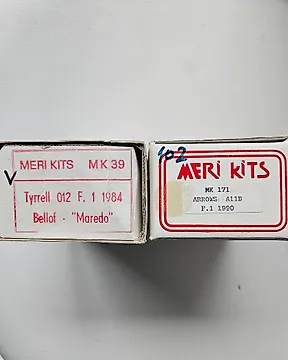 MERI KITS MK 39
Tyrrell 012 F. 1 1984
Bellof - "Maredo"
102
MERI KITS
MK 171
ARROWS A11B
F.1 1990